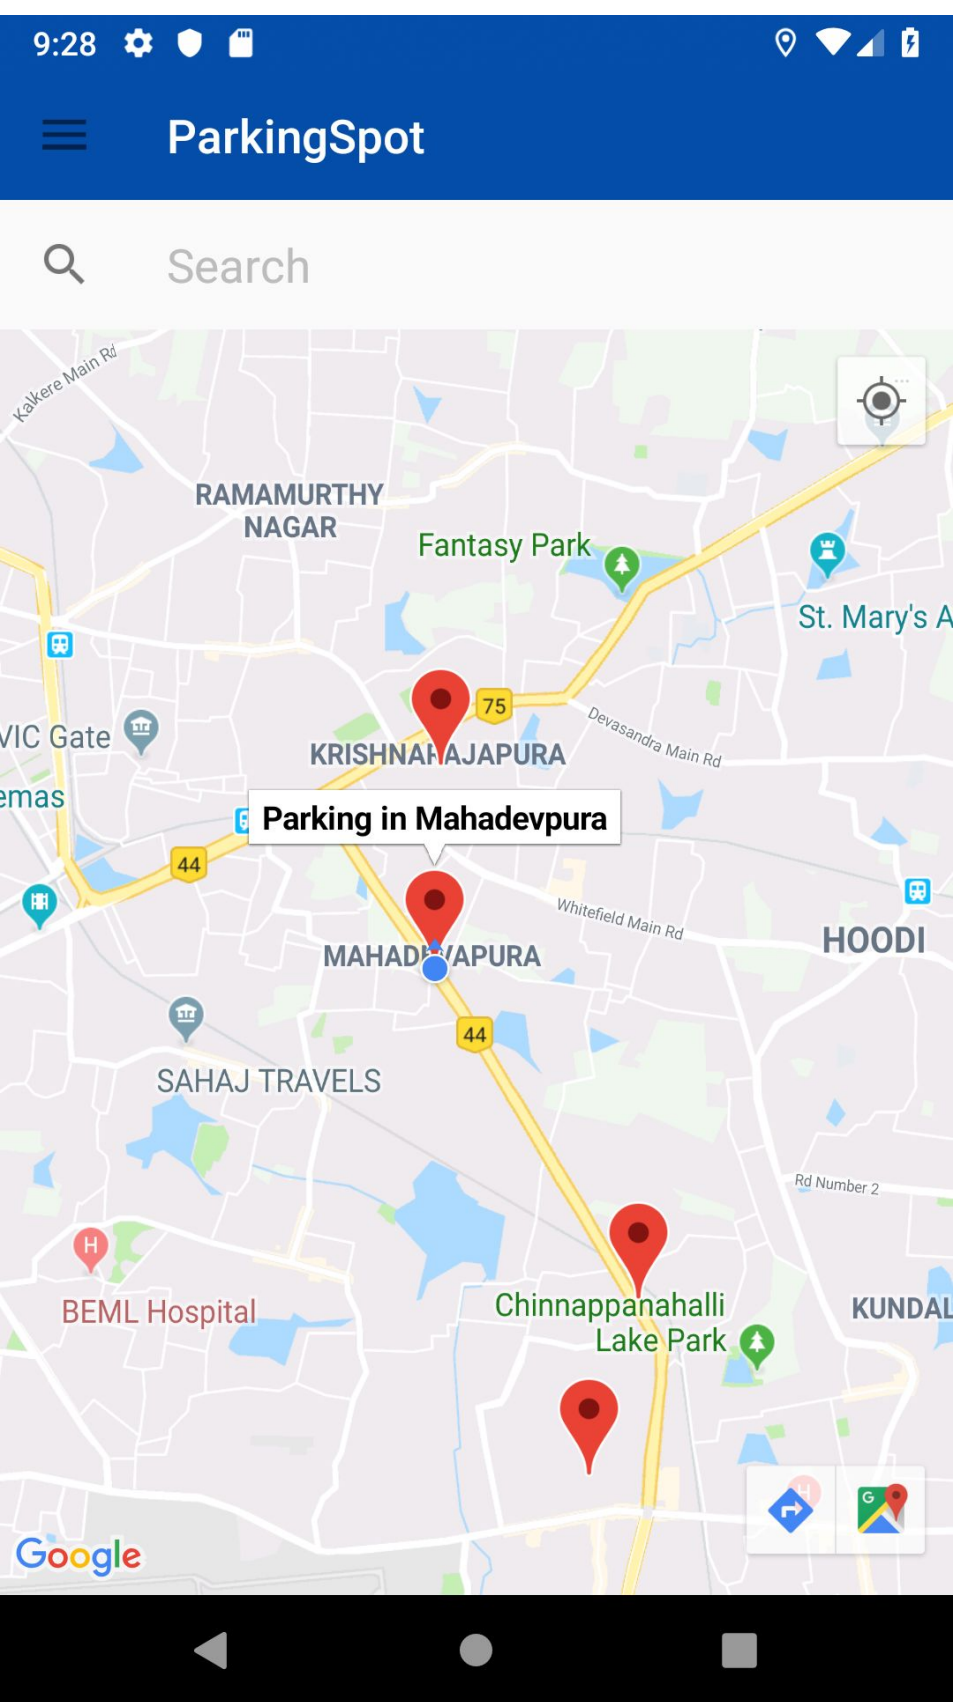 9:28
ParkingSpot
Search
Kalkere Main Rd
RAMAMURTHY
NAGAR
Fantasy Park
St. Mary's A
75
VIC Gate
Devasandra Main Rd
KRISHNARAJAPURA
emas
Parking in Mahadevpura
44
Whitefield Main Rd
HOODI
MAHADEVAPURA
44
SAHAJ TRAVELS
Rd Number 2
H
BEML Hospital
Chinnappanahalli
Lake Park
KUNDAL
H
G
Google